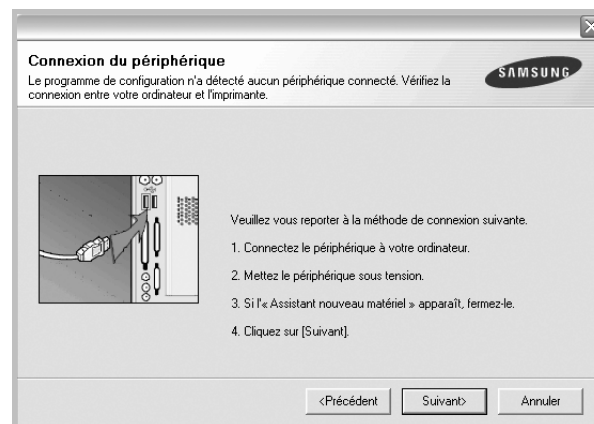 Connexion du périphérique
Le programme de configuration n'a détecté aucun périphérique connecté. Vérifiez la
connexion entre votre ordinateur et l'imprimante.
SAMSUNG
Veuillez vous reporter à la méthode de connexion suivante.
1. Connectez le périphérique à votre ordinateur.
2. Mettez le périphérique sous tension.
3. Si l'« Assistant nouveau matériel » apparaît, fermez-le.
4. Cliquez sur [Suivant].
<Précédent
Suivant>
Annuler